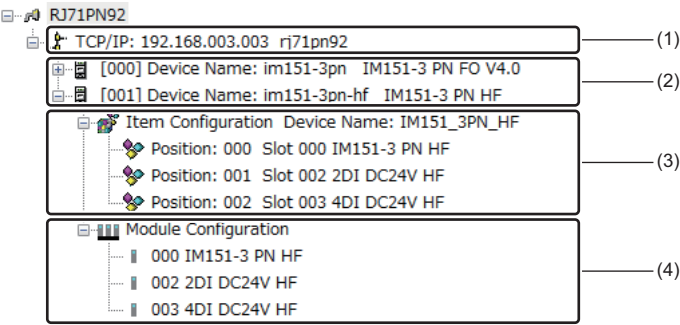 RJ71PN92
TCP/IP: 192.168.003.003 rj71pn92 (1)
[000] Device Name: im151-3pn IM151-3 PN FO V4.0
(2)
[001] Device Name: im151-3pn-hf IM151-3 PN HF
Item Configuration Device Name: IM151_3PN_HF
Position: 000 Slot 000 IM151-3 PN HF
(3)
Position: 001 Slot 002 2DI DC24V HF
Position: 002 Slot 003 4DI DC24V HF
Module Configuration
000 IM151-3 PN HF
(4)
002 2DI DC24V HF
003 4DI DC24V HF